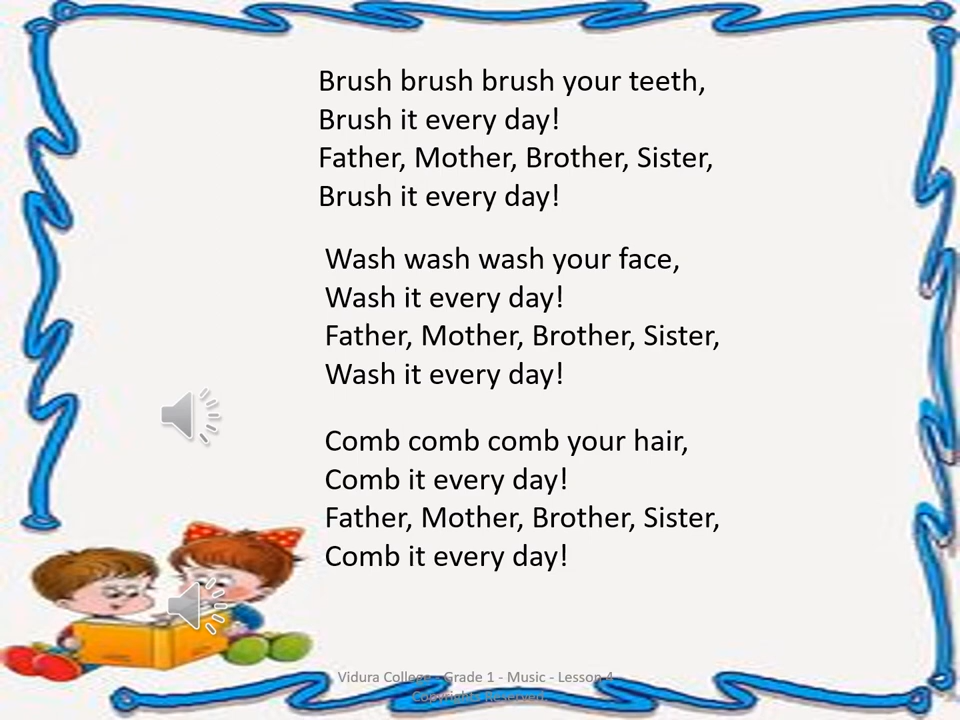 Brush brush brush your teeth,
Brush it every day!
Father, Mother, Brother, Sister,
Brush it every day!
Wash wash wash your face,
Wash it every day!
Father, Mother, Brother, Sister,
Wash it every day!
Comb comb comb your hair,
Comb it every day!
Father, Mother, Brother, Sister,
Comb it every day!
Vidura College - Grade 1 - Music - Lesson 4
Copyrights Reserved.